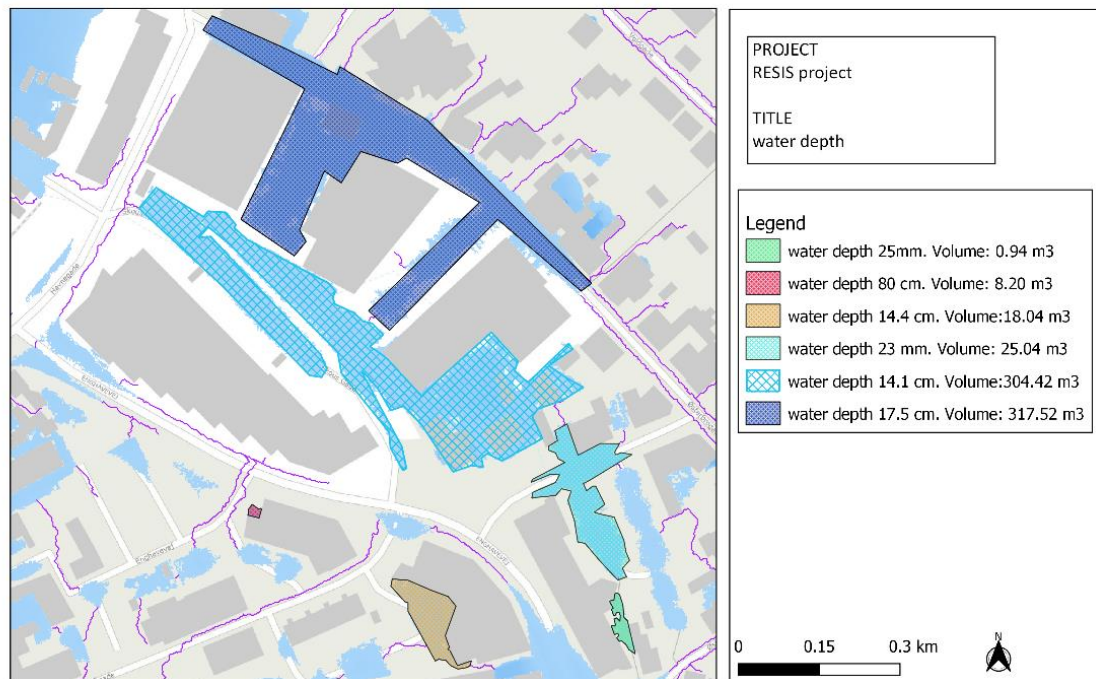 PROJECT
RESIS project
TITLE
water depth
Legend
water depth 25mm. Volume: 0.94 m3
water depth 80 cm. Volume: 8.20 m3
water depth 14.4 cm. Volume:18.04 m3
water depth 23 mm. Volume: 25.04 m3
water depth 14.1 cm. Volume:304.42 m3
water depth 17.5 cm. Volume: 317.52 m3
0 0.15 0.3 km
N
Havnegade